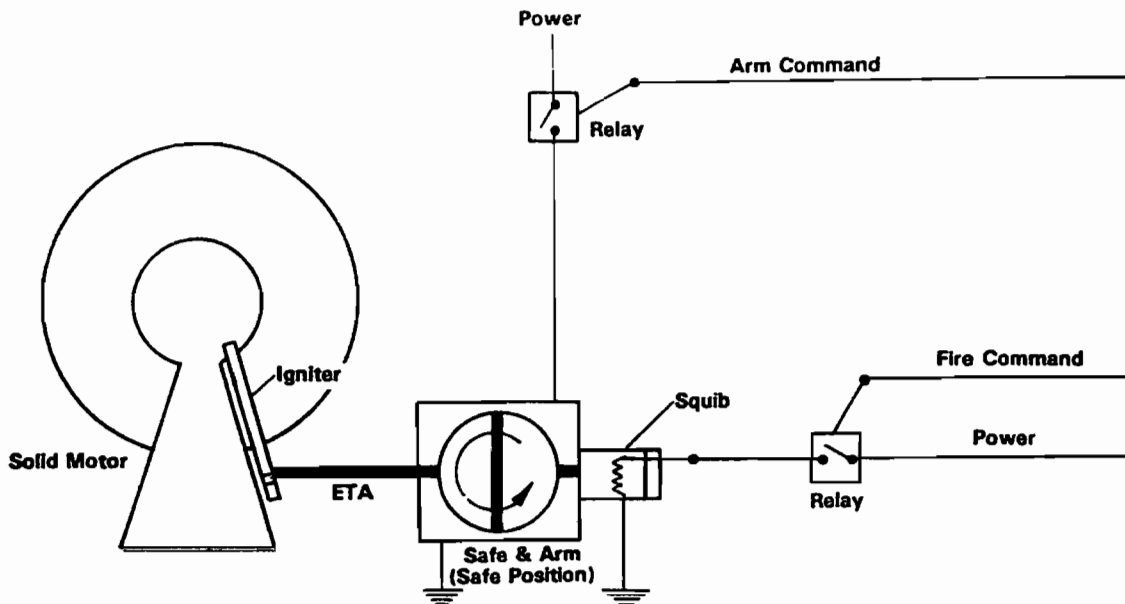 Power
Arm Command
Relay
Igniter
Fire Command
Squib
Power
Solid Motor
ETA
Relay
Safe & Arm
(Safe Position)